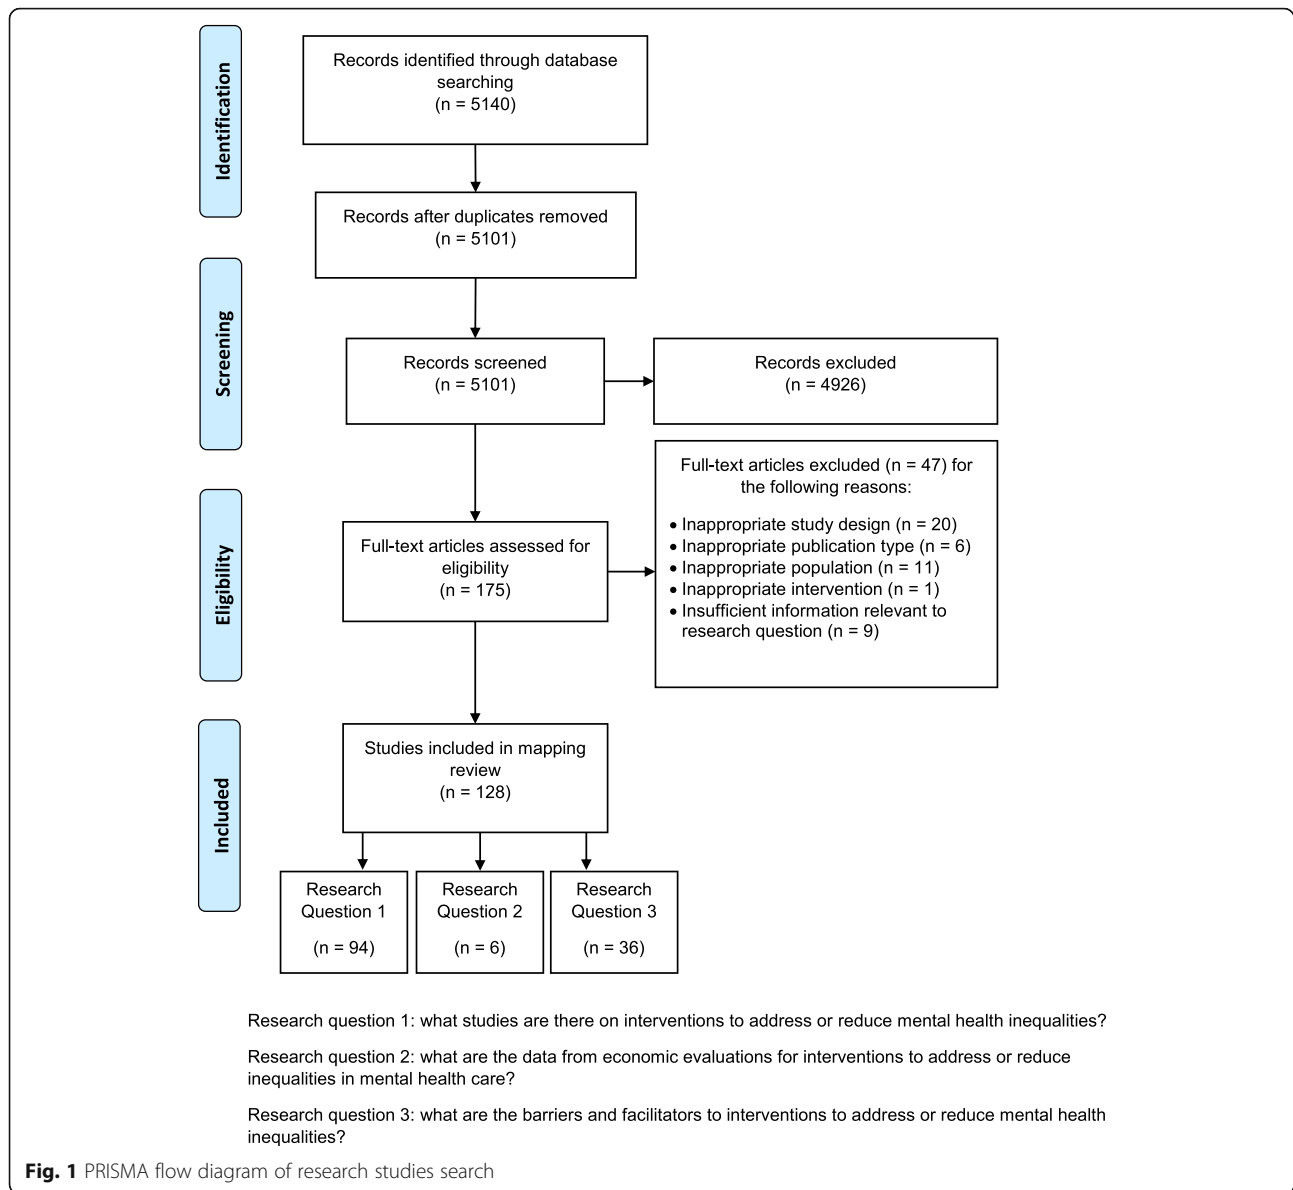 Identification
Records identified through database
searching
(n = 5140)
Records after duplicates removed
(n = 5101)
Screening
Records screened
(n = 5101)
Records excluded
(n = 4926)
Eligibility
Full-text articles assessed for
eligibility
(n = 175)
Full-text articles excluded (n = 47) for
the following reasons:
• Inappropriate study design (n = 20)
• Inappropriate publication type (n = 6)
• Inappropriate population (n = 11)
• Inappropriate intervention (n = 1)
• Insufficient information relevant to
research question (n = 9)
Included
Studies included in mapping
review
(n = 128)
Research
Question 1
(n = 94)
Research
Question 2
(n = 6)
Research
Question 3
(n = 36)
Research question 1: what studies are there on interventions to address or reduce mental health inequalities?
Research question 2: what are the data from economic evaluations for interventions to address or reduce
inequalities in mental health care?
Research question 3: what are the barriers and facilitators to interventions to address or reduce mental health
inequalities?
Fig. 1 PRISMA flow diagram of research studies search